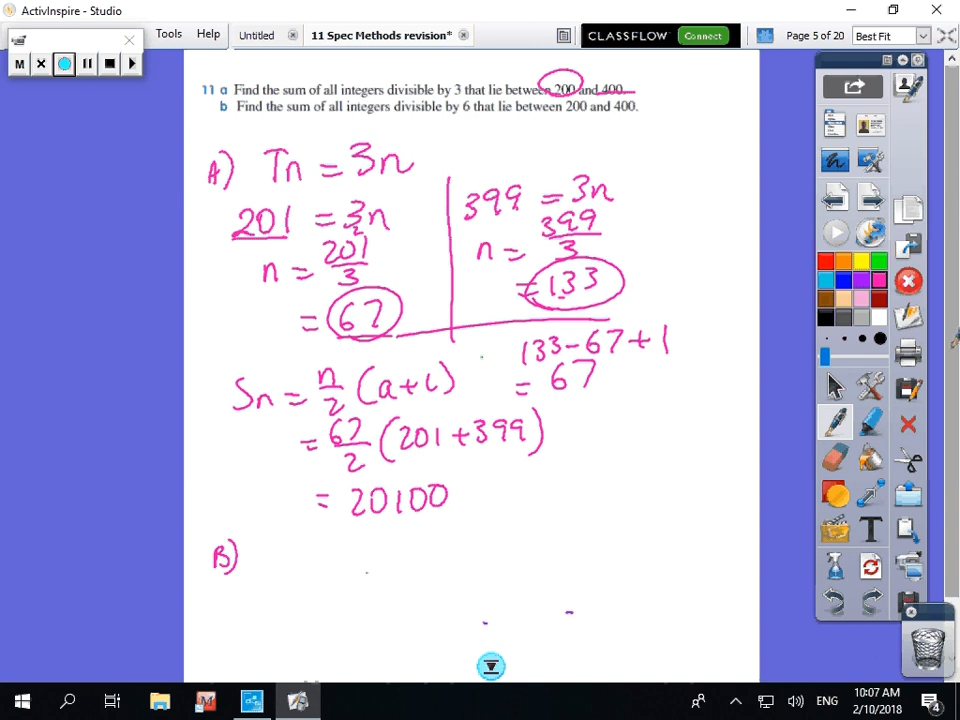 ActivInspire - Studio
Tools Help Untitled 11 Spec Methods revision* CLASSFLOW Connect Page 5 of 20 Best Fit
M
11 a Find the sum of all integers divisible by 3 that lie between 200 and 400.
b Find the sum of all integers divisible by 6 that lie between 200 and 400.
A) Tn = 3n
201 = 3n
n = 201/3
= 67
399 = 3n
n = 399/3
= 133
133-67+1
= 67
Sn = n/2 (a+l)
= 67/2 (201+399)
= 20100
B)
T
ENG
10:07 AM
2/10/2018
4